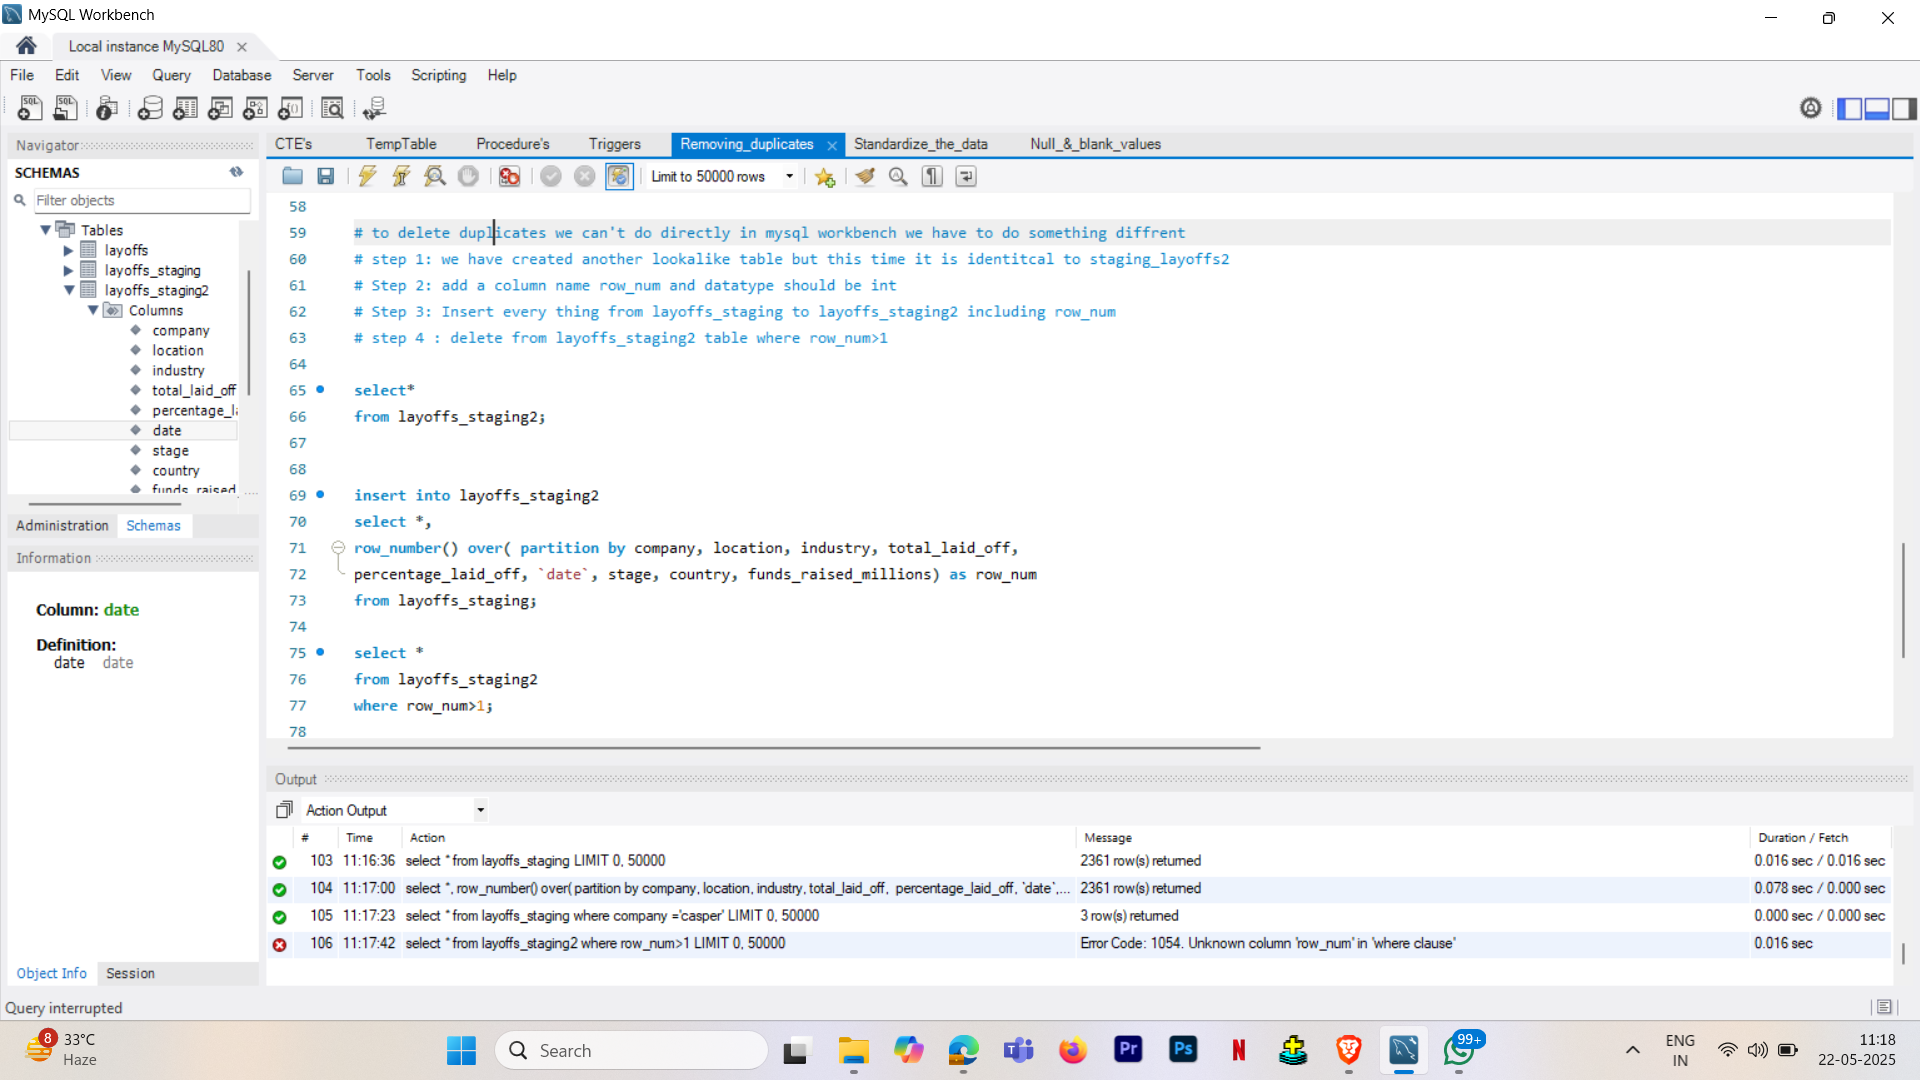 MySQL Workbench
Local instance MySQL80
File Edit View Query Database Server Tools Scripting Help
Navigator
SCHEMAS
Filter objects
Tables
layoffs
layoffs_staging
layoffs_staging2
Columns
company
location
industry
total_laid_off
percentage_l
date
stage
country
funds_raised
Administration Schemas
Information
Column: date
Definition:
date date
Object Info Session
CTE's TempTable Procedure's Triggers Removing_duplicates Standardize_the_data Null_&_blank_values
Limit to 50000 rows
58
59 # to delete duplicates we can't do directly in mysql workbench we have to do something diffrent
60 # step 1: we have created another lookalike table but this time it is identitcal to staging_layoffs2
61 # Step 2: add a column name row_num and datatype should be int
62 # Step 3: Insert every thing from layoffs_staging to layoffs_staging2 including row_num
63 # step 4 : delete from layoffs_staging2 table where row_num>1
64
65 select*
66 from layoffs_staging2;
67
68
69 insert into layoffs_staging2
70 select *,
71 row_number() over( partition by company, location, industry, total_laid_off,
72 percentage_laid_off, `date`, stage, country, funds_raised_millions) as row_num
73 from layoffs_staging;
74
75 select *
76 from layoffs_staging2
77 where row_num>1;
78
Output
Action Output
# Time Action Message Duration / Fetch
103 11:16:36 select * from layoffs_staging LIMIT 0, 50000 2361 row(s) returned 0.016 sec / 0.016 sec
104 11:17:00 select *, row_number() over( partition by company, location, industry, total_laid_off, percentage_laid_off, `date`,... 2361 row(s) returned 0.078 sec / 0.000 sec
105 11:17:23 select * from layoffs_staging where company ='casper' LIMIT 0, 50000 3 row(s) returned 0.000 sec / 0.000 sec
106 11:17:42 select * from layoffs_staging2 where row_num>1 LIMIT 0, 50000 Error Code: 1054. Unknown column 'row_num' in 'where clause' 0.016 sec
Query interrupted
8
33°C
Haze
Search
Pr
Ps
N
99+
ENG
IN
11:18
22-05-2025